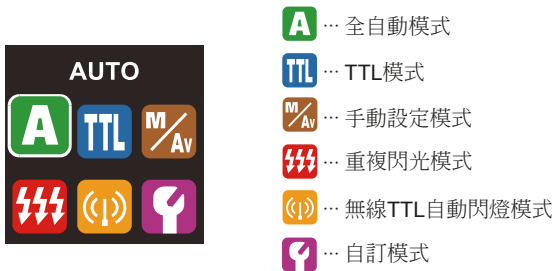 AUTO
A TTL M/Av
A … 全自動模式
TTL … TTL模式
M/Av … 手動設定模式
… 重複閃光模式
… 無線TTL自動閃燈模式
… 自訂模式